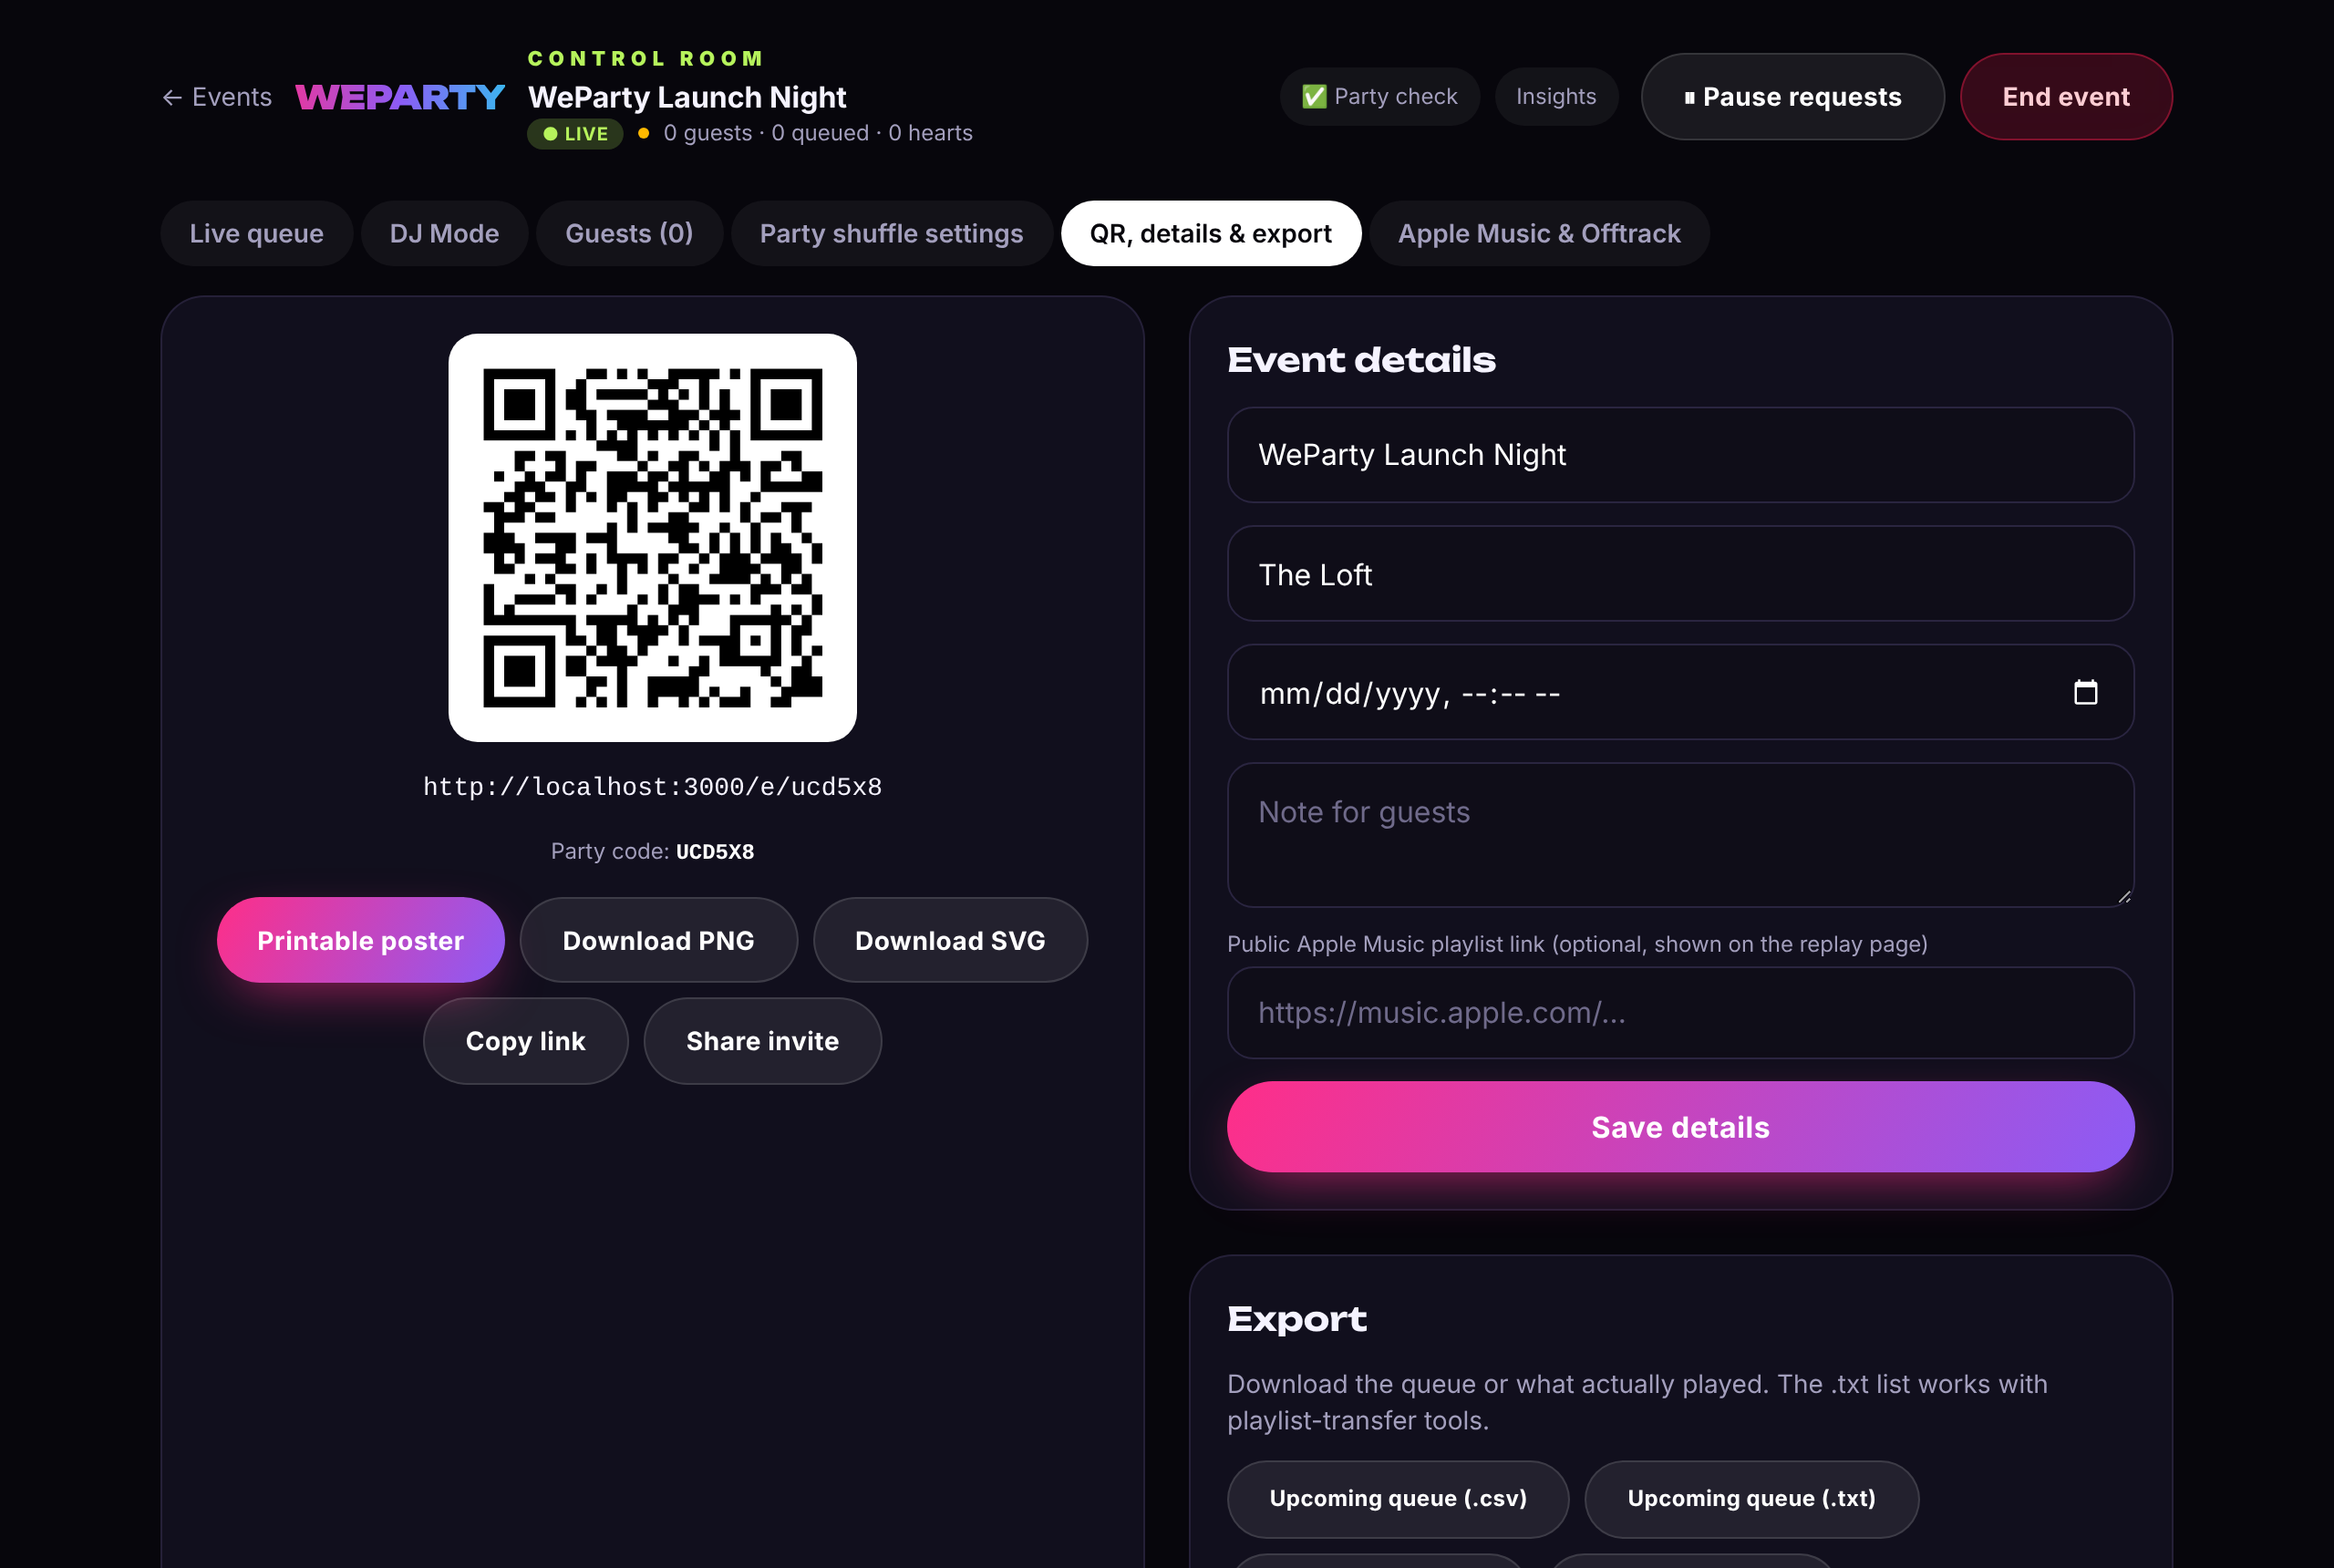 CONTROL ROOM
← Events WEPARTY WeParty Launch Night
LIVE 0 guests · 0 queued · 0 hearts
✅ Party check Insights ⏸ Pause requests End event
Live queue DJ Mode Guests (0) Party shuffle settings QR, details & export Apple Music & Offtrack
http://localhost:3000/e/ucd5x8
Party code: UCD5X8
Printable poster Download PNG Download SVG
Copy link Share invite
Event details
WeParty Launch Night
The Loft
mm/dd/yyyy, --:-- --
Note for guests
Public Apple Music playlist link (optional, shown on the replay page)
https://music.apple.com/...
Save details
Export
Download the queue or what actually played. The .txt list works with
playlist-transfer tools.
Upcoming queue (.csv) Upcoming queue (.txt)